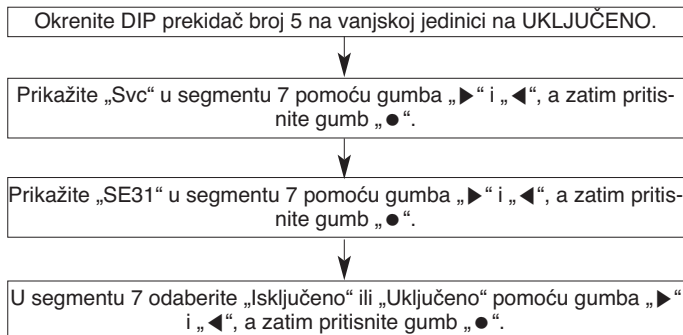 Okrenite DIP prekidač broj 5 na vanjskoj jedinici na UKLJUČENO.
Prikažite „Svc“ u segmentu 7 pomoću gumba „▶“ i „◀“, a zatim pritis-
nite gumb „●“.
Prikažite „SE31“ u segmentu 7 pomoću gumba „▶“ i „◀“, a zatim pritis-
nite gumb „●“.
U segmentu 7 odaberite „Isključeno“ ili „Uključeno“ pomoću gumba „▶“
i „◀“, a zatim pritisnite gumb „●“.